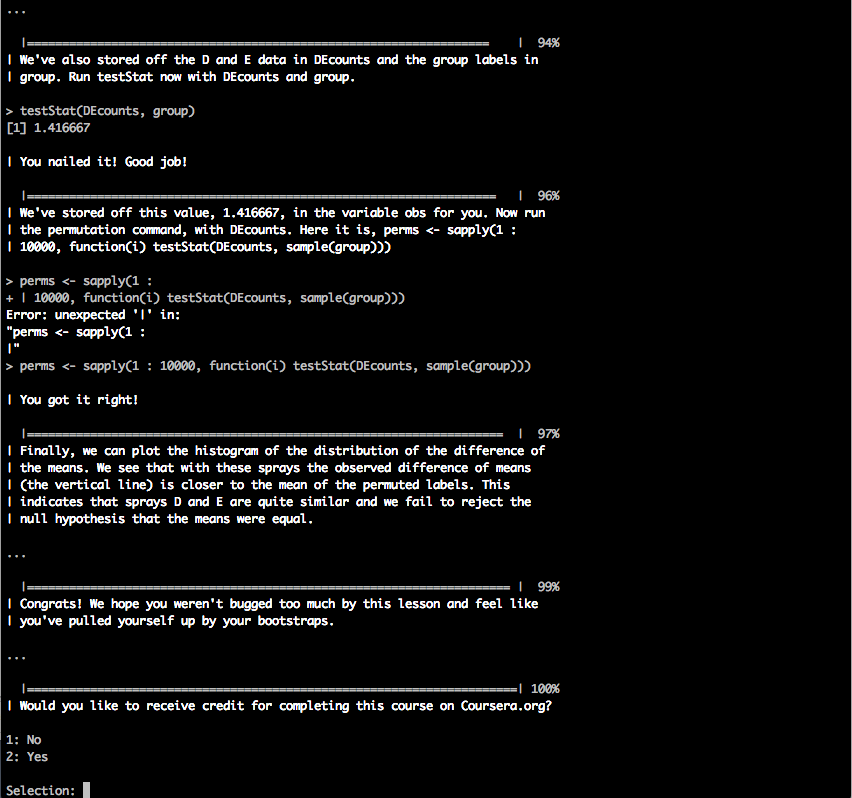 ...
|==================================================================    |  94%
| We've also stored off the D and E data in DEcounts and the group labels in
| group. Run testStat now with DEcounts and group.
> testStat(DEcounts, group)
[1] 1.416667
| You nailed it! Good job!
|===================================================================   |  96%
| We've stored off this value, 1.416667, in the variable obs for you. Now run
| the permutation command, with DEcounts. Here it is, perms <- sapply(1 :
| 10000, function(i) testStat(DEcounts, sample(group)))
> perms <- sapply(1 :
+ | 10000, function(i) testStat(DEcounts, sample(group)))
Error: unexpected '|' in:
"perms <- sapply(1 :
|"
> perms <- sapply(1 : 10000, function(i) testStat(DEcounts, sample(group)))
| You got it right!
|====================================================================  |  97%
| Finally, we can plot the histogram of the distribution of the difference of
| the means. We see that with these sprays the observed difference of means
| (the vertical line) is closer to the mean of the permuted labels. This
| indicates that sprays D and E are quite similar and we fail to reject the
| null hypothesis that the means were equal.
...
|===================================================================== |  99%
| Congrats! We hope you weren't bugged too much by this lesson and feel like
| you've pulled yourself up by your bootstraps.
...
|======================================================================| 100%
| Would you like to receive credit for completing this course on Coursera.org?
1: No
2: Yes
Selection: